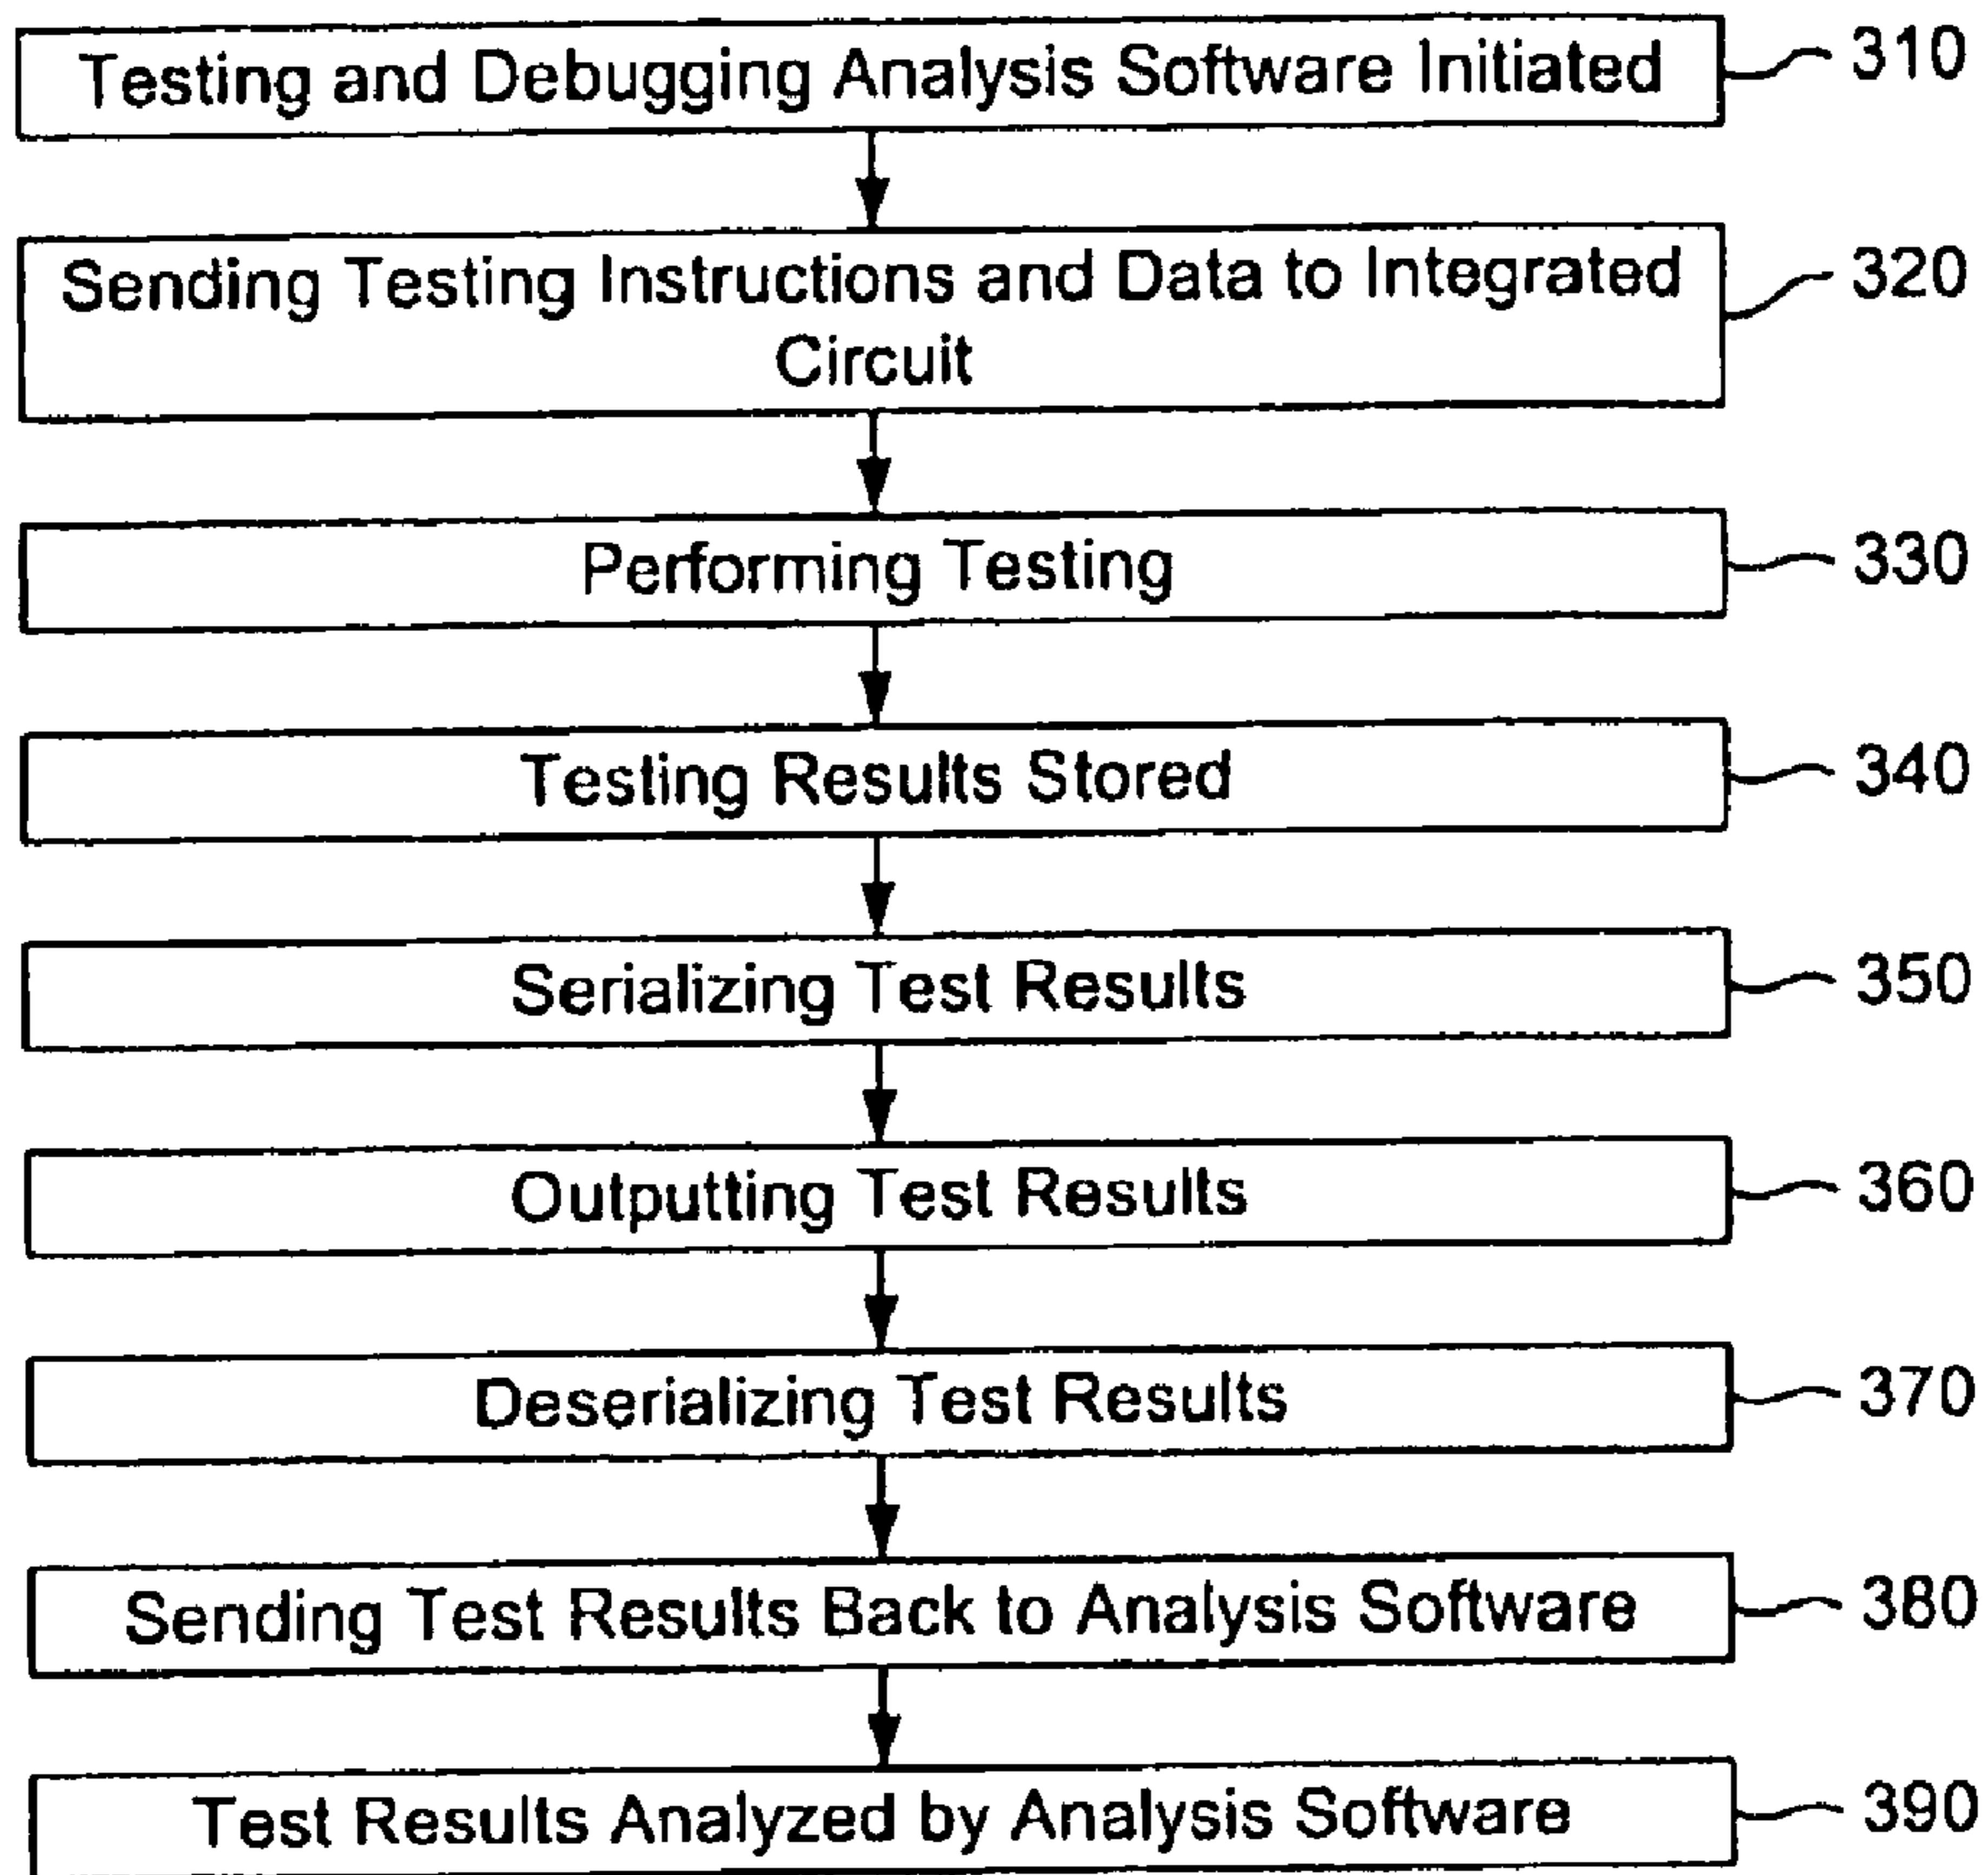 Testing and Debugging Analysis Software Initiated 310
Sending Testing Instructions and Data to Integrated 320
Circuit
Performing Testing 330
Testing Results Stored 340
Serializing Test Results 350
Outputting Test Results 360
Deserializing Test Results 370
Sending Test Results Back to Analysis Software 380
Test Results Analyzed by Analysis Software 390